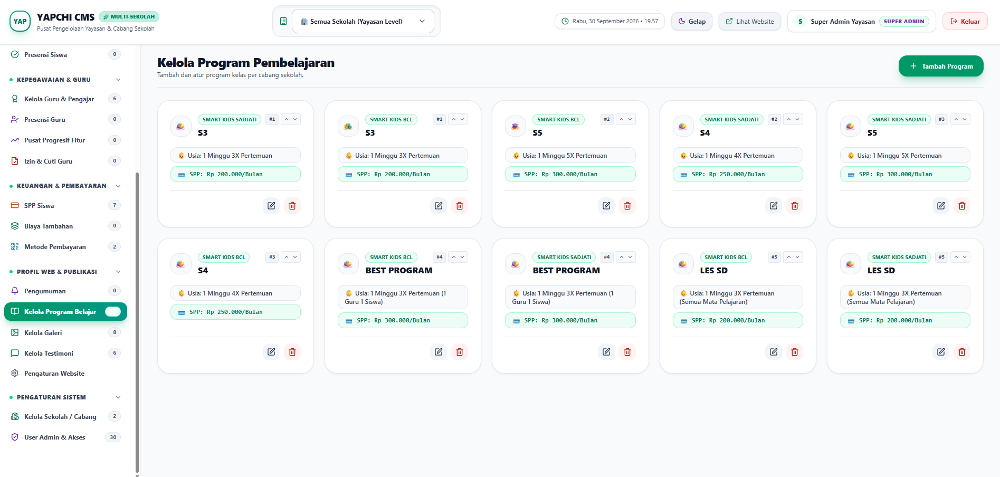 YAP
YAPCHI CMS
MULTI-SEKOLAH
Pusat Pengelolaan Yayasan & Cabang Sekolah
Semua Sekolah (Yayasan Level)
Rabu, 30 September 2026 • 19.57
Gelap
Lihat Website
S
Super Admin Yayasan
SUPER ADMIN
Keluar
Presensi Siswa 0
KEPEGAWAIAN & GURU
Kelola Guru & Pengajar 6
Presensi Guru 0
Pusat Progresif Fitur 0
Izin & Cuti Guru 0
KEUANGAN & PEMBAYARAN
SPP Siswa 7
Biaya Tambahan 0
Metode Pembayaran 2
PROFIL WEB & PUBLIKASI
Pengumuman 0
Kelola Program Belajar
Kelola Galeri 8
Kelola Testimoni 6
Pengaturan Website
PENGATURAN SISTEM
Kelola Sekolah / Cabang 2
User Admin & Akses 30
Kelola Program Pembelajaran
Tambah dan atur program kelas per cabang sekolah.
Tambah Program
SMART KIDS SADJATI #1
S3
Usia: 1 Minggu 3X Pertemuan
SPP: Rp 200.000/Bulan
SMART KIDS BCL #1
S3
Usia: 1 Minggu 3X Pertemuan
SPP: Rp 200.000/Bulan
SMART KIDS BCL #2
S5
Usia: 1 Minggu 5X Pertemuan
SPP: Rp 300.000/Bulan
SMART KIDS SADJATI #2
S4
Usia: 1 Minggu 4X Pertemuan
SPP: Rp 250.000/Bulan
SMART KIDS SADJATI #3
S5
Usia: 1 Minggu 5X Pertemuan
SPP: Rp 300.000/Bulan
SMART KIDS BCL #3
S4
Usia: 1 Minggu 4X Pertemuan
SPP: Rp 250.000/Bulan
SMART KIDS BCL #4
BEST PROGRAM
Usia: 1 Minggu 3X Pertemuan (1
Guru 1 Siswa)
SPP: Rp 300.000/Bulan
SMART KIDS SADJATI #4
BEST PROGRAM
Usia: 1 Minggu 3X Pertemuan (1
Guru 1 Siswa)
SPP: Rp 300.000/Bulan
SMART KIDS BCL #5
LES SD
Usia: 1 Minggu 3X Pertemuan
(Semua Mata Pelajaran)
SPP: Rp 200.000/Bulan
SMART KIDS SADJATI #5
LES SD
Usia: 1 Minggu 3X Pertemuan
(Semua Mata Pelajaran)
SPP: Rp 200.000/Bulan